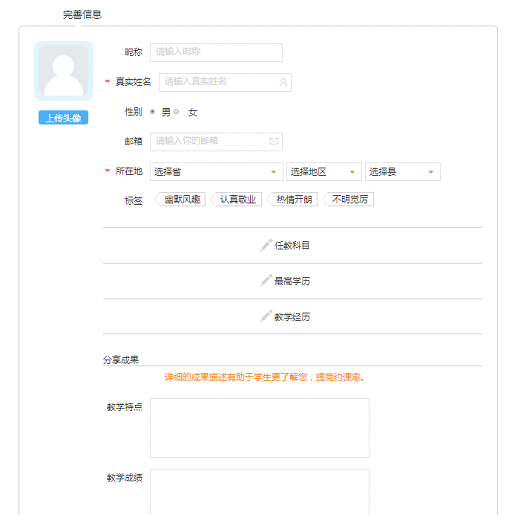 完善信息
昵称 请输入昵称
* 真实姓名 请输入真实姓名
上传头像
性别 男 女
邮箱 请输入你的邮箱
* 所在地 选择省 选择地区 选择县
标签 幽默风趣 认真敬业 热情开朗 不明觉厉
任教科目
最高学历
教学经历
分享成果
详细的成果描述有助于学生更了解您，提高约课率。
教学特点
教学成绩